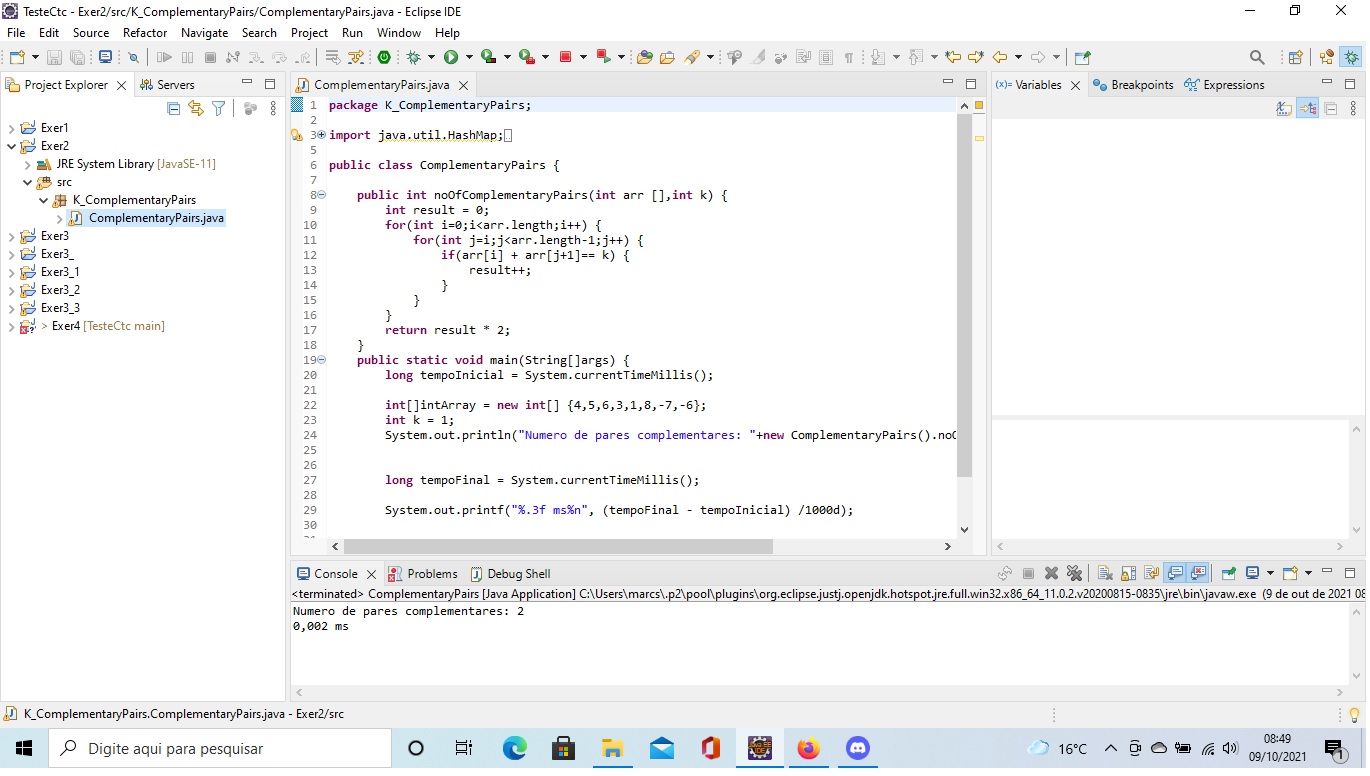 TesteCtc - Exer2/src/K_ComplementaryPairs/ComplementaryPairs.java - Eclipse IDE
File Edit Source Refactor Navigate Search Project Run Window Help
Project Explorer Servers
Exer1
Exer2
JRE System Library [JavaSE-11]
src
K_ComplementaryPairs
ComplementaryPairs.java
Exer3
Exer3_
Exer3_1
Exer3_2
Exer3_3
> Exer4 [TesteCtc main]
ComplementaryPairs.java
1 package K_ComplementaryPairs;
2
3 import java.util.HashMap;
5
6 public class ComplementaryPairs {
7
8 public int noOfComplementaryPairs(int arr [],int k) {
9 int result = 0;
10 for(int i=0;i<arr.length;i++) {
11 for(int j=i;j<arr.length-1;j++) {
12 if(arr[i] + arr[j+1]== k) {
13 result++;
14 }
15 }
16 }
17 return result * 2;
18 }
19 public static void main(String[]args) {
20 long tempoInicial = System.currentTimeMillis();
21
22 int[]intArray = new int[] {4,5,6,3,1,8,-7,-6};
23 int k = 1;
24 System.out.println("Numero de pares complementares: "+new ComplementaryPairs().noO
25
26
27 long tempoFinal = System.currentTimeMillis();
28
29 System.out.printf("%.3f ms%n", (tempoFinal - tempoInicial) /1000d);
30
31
(x)= Variables Breakpoints Expressions
Console Problems Debug Shell
<terminated> ComplementaryPairs [Java Application] C:\Users\marcs\.p2\pool\plugins\org.eclipse.justj.openjdk.hotspot.jre.full.win32.x86_64_11.0.2.v20200815-0835\jre\bin\javaw.exe (9 de out de 2021 08
Numero de pares complementares: 2
0,002 ms
K_ComplementaryPairs.ComplementaryPairs.java - Exer2/src
Digite aqui para pesquisar
16°C
08:49
09/10/2021
1